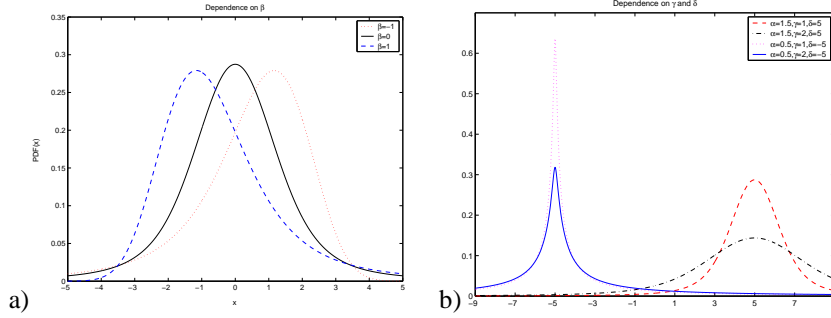 Dependence on β
β=−1
β=0
β=1
0.35
0.3
0.25
0.2
0.15
0.1
0.05
0
PDF(x)
−5 −4 −3 −2 −1 0 1 2 3 4 5
x
a)
Dependence on γ and δ
α=1.5,γ=1,δ=5
α=1.5,γ=2,δ=5
α=0.5,γ=1,δ=−5
α=0.5,γ=2,δ=−5
0.6
0.5
0.4
0.3
0.2
0.1
0
−9 −7 −5 −3 −1 1 3 5 7 9
b)